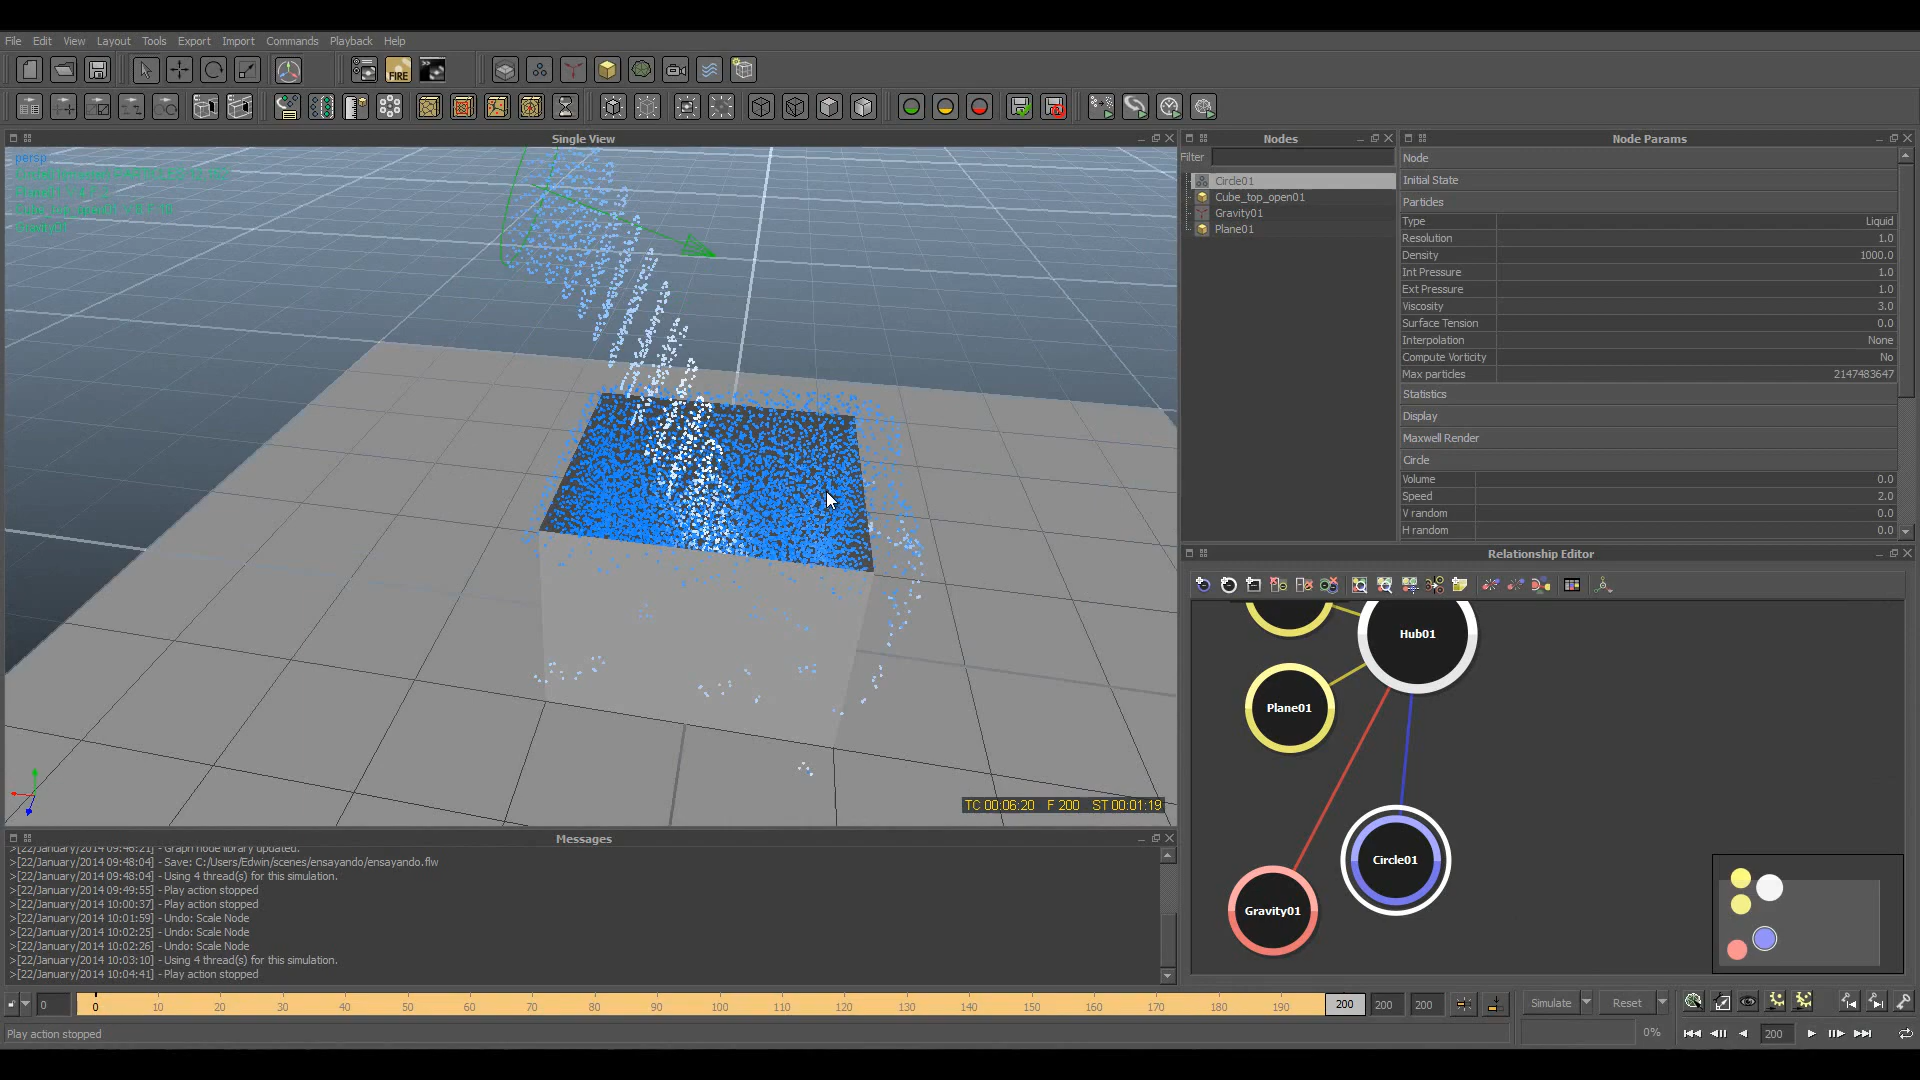 File Edit View Layout Tools Export Import Commands Playback Help
FIRE
Single View
persp
Gravity01
TC 00:06:20 F 200 ST 00:01:19
Nodes
Filter
Circle01
Cube_top_open01
Gravity01
Plane01
Node Params
Node
Initial State
Particles
Type Liquid
Resolution 1.0
Density 1000.0
Int Pressure 1.0
Ext Pressure 1.0
Viscosity 3.0
Surface Tension 0.0
Interpolation None
Compute Vorticity No
Max particles 2147483647
Statistics
Display
Maxwell Render
Circle
Volume 0.0
Speed 2.0
V random 0.0
H random 0.0
Relationship Editor
Hub01
Plane01
Circle01
Gravity01
Messages
>[22/January/2014 09:46:21] - Graph node library updated.
>[22/January/2014 09:48:04] - Save: C:/Users/Edwin/scenes/ensayando/ensayando.flw
>[22/January/2014 09:48:04] - Using 4 thread(s) for this simulation.
>[22/January/2014 09:49:55] - Play action stopped
>[22/January/2014 10:00:37] - Play action stopped
>[22/January/2014 10:01:59] - Undo: Scale Node
>[22/January/2014 10:02:25] - Undo: Scale Node
>[22/January/2014 10:02:26] - Undo: Scale Node
>[22/January/2014 10:03:10] - Using 4 thread(s) for this simulation.
>[22/January/2014 10:04:41] - Play action stopped
0 0 10 20 30 40 50 60 70 80 90 100 110 120 130 140 150 160 170 180 190 200 200 200
Simulate Reset
Play action stopped
0% 200